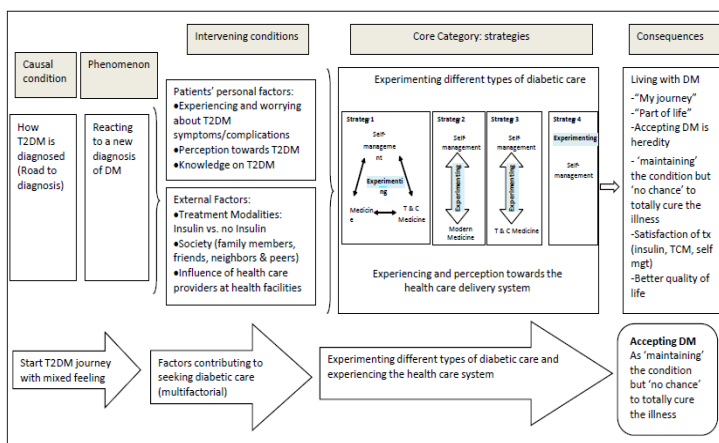 Causal
condition
Phenomenon
Intervening conditions
Core Category: strategies
Consequences
How
T2DM is
diagnosed
(Road to
diagnosis)
Reacting
to a new
diagnosis
of DM
Patients' personal factors:
●Experiencing and worrying
about T2DM
symptoms/complications
●Perception towards T2DM
●Knowledge on T2DM
External Factors:
●Treatment Modalities:
Insulin vs. no Insulin
●Society (family members,
friends, neighbors & peers)
●Influence of health care
providers at health facilities
Experimenting different types of diabetic care
Strateg 1
Self-
manageme
nt
Experimenti
ng
Medicin
e
T & C
Medicine
Strateg 2
Self-
management
Experimenting
Modern
Medicine
Strateg 3
Self-
management
Experimenting
T & C Medicine
Strateg 4
Experimenting
Self-
management
Experiencing and perception towards the
health care delivery system
Living with DM
-"My journey"
-"Part of life"
-Accepting DM is
heredity
- 'maintaining'
the condition but
'no chance' to
totally cure the
illness
-Satisfaction of tx
(insulin, TCM, self
mgt)
-Better quality of
life
Start T2DM journey
with mixed feeling
Factors contributing to
seeking diabetic care
(multifactorial)
Experimenting different types of diabetic care and
experiencing the health care system
Accepting DM
As 'maintaining'
the condition
but 'no chance'
to totally cure
the illness